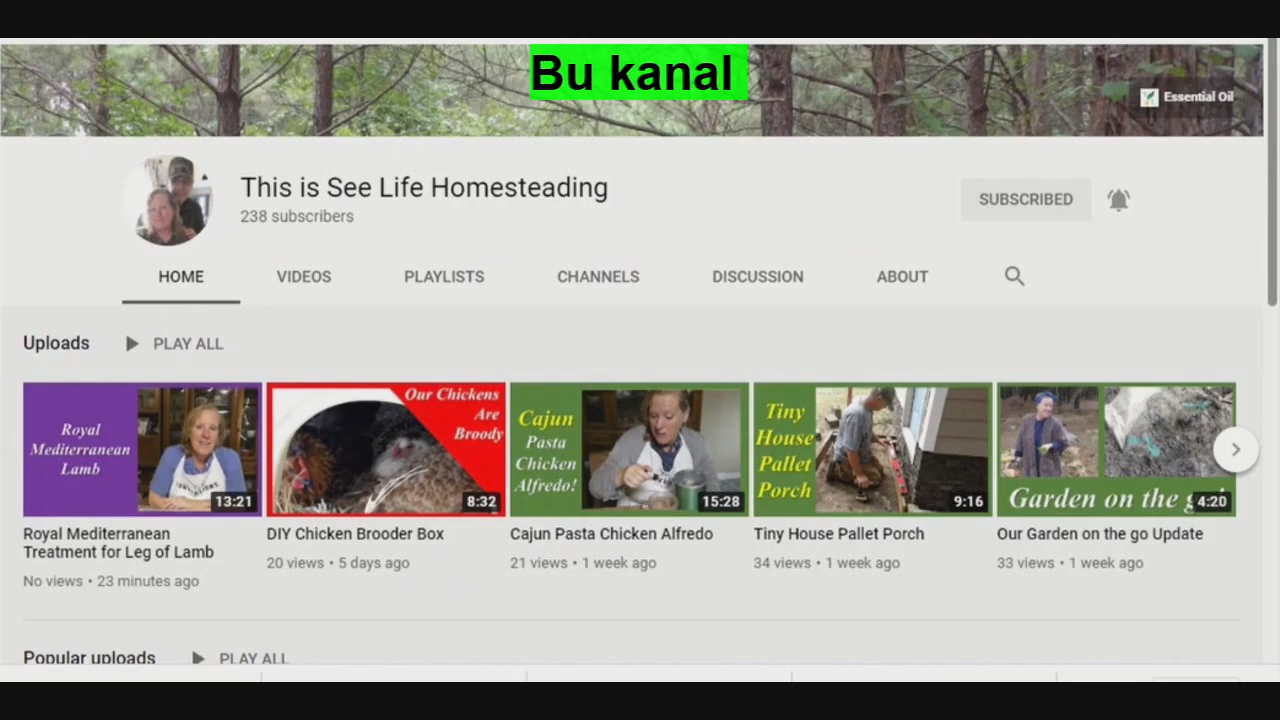 Bu kanal
Essential Oil
This is See Life Homesteading
238 subscribers
SUBSCRIBED
HOME VIDEOS PLAYLISTS CHANNELS DISCUSSION ABOUT
Uploads PLAY ALL
Royal
Mediterranean
Lamb
13:21
Our Chickens
Are
Broody
8:32
Cajun
Pasta
Chicken
Alfredo!
15:28
Tiny
House
Pallet
Porch
9:16
Garden on the
4:20
Royal Mediterranean
Treatment for Leg of Lamb
No views • 23 minutes ago
DIY Chicken Brooder Box
20 views • 5 days ago
Cajun Pasta Chicken Alfredo
21 views • 1 week ago
Tiny House Pallet Porch
34 views • 1 week ago
Our Garden on the go Update
33 views • 1 week ago
Popular uploads PLAY ALL